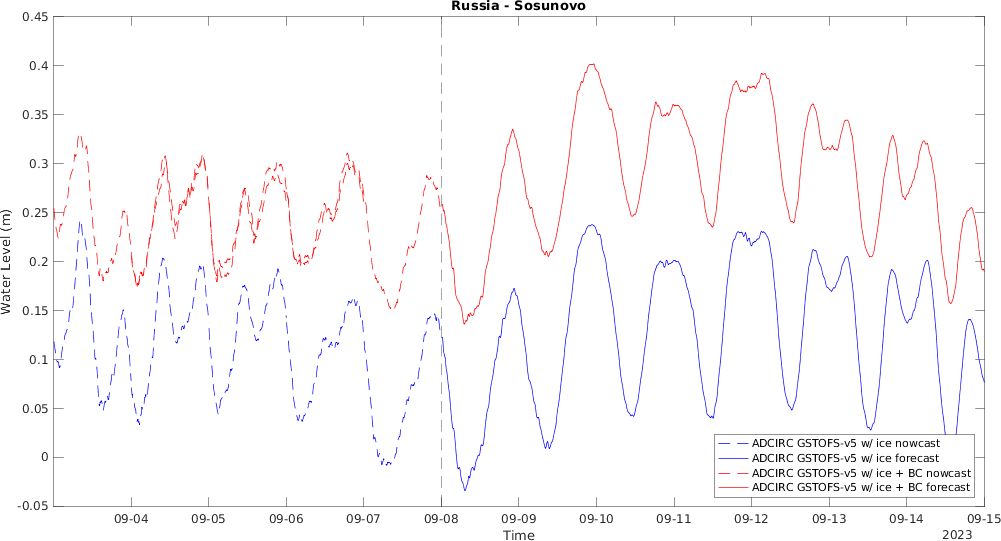 Russia - Sosunovo
0.45
0.4
0.35
0.3
0.25
0.2
0.15
0.1
0.05
0
-0.05
Water Level (m)
ADCIRC GSTOFS-v5 w/ ice nowcast
ADCIRC GSTOFS-v5 w/ ice forecast
ADCIRC GSTOFS-v5 w/ ice + BC nowcast
ADCIRC GSTOFS-v5 w/ ice + BC forecast
09-04 09-05 09-06 09-07 09-08 09-09 09-10 09-11 09-12 09-13 09-14 09-15
Time
2023